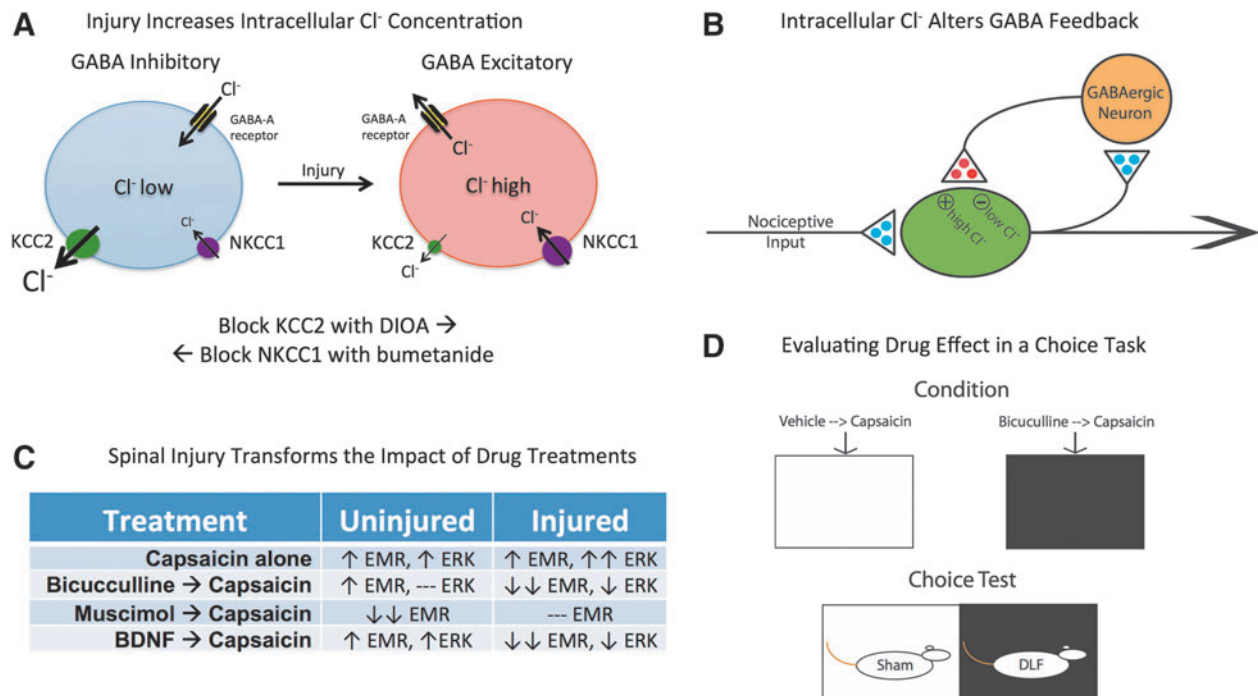 A Injury Increases Intracellular Cl⁻ Concentration
GABA Inhibitory
GABA Excitatory
Cl⁻
GABA-A
receptor
Cl⁻ low
KCC2
Cl⁻
Cl⁻
NKCC1
Injury
GABA-A
receptor
Cl⁻
Cl⁻ high
KCC2
Cl⁻
Cl⁻
NKCC1
Block KCC2 with DIOA →
← Block NKCC1 with bumetanide
B Intracellular Cl⁻ Alters GABA Feedback
GABAergic
Neuron
+ −
high Cl⁻
low Cl⁻
Nociceptive
Input
C Spinal Injury Transforms the Impact of Drug Treatments
Treatment Uninjured Injured
Capsaicin alone ↑ EMR, ↑ ERK ↑ EMR, ↑↑ ERK
Bicucculline → Capsaicin ↑ EMR, --- ERK ↓↓ EMR, ↓ ERK
Muscimol → Capsaicin ↓↓ EMR --- EMR
BDNF → Capsaicin ↑ EMR, ↑ERK ↓↓ EMR, ↓ ERK
D Evaluating Drug Effect in a Choice Task
Condition
Vehicle --> Capsaicin
Bicuculline --> Capsaicin
Choice Test
Sham
DLF